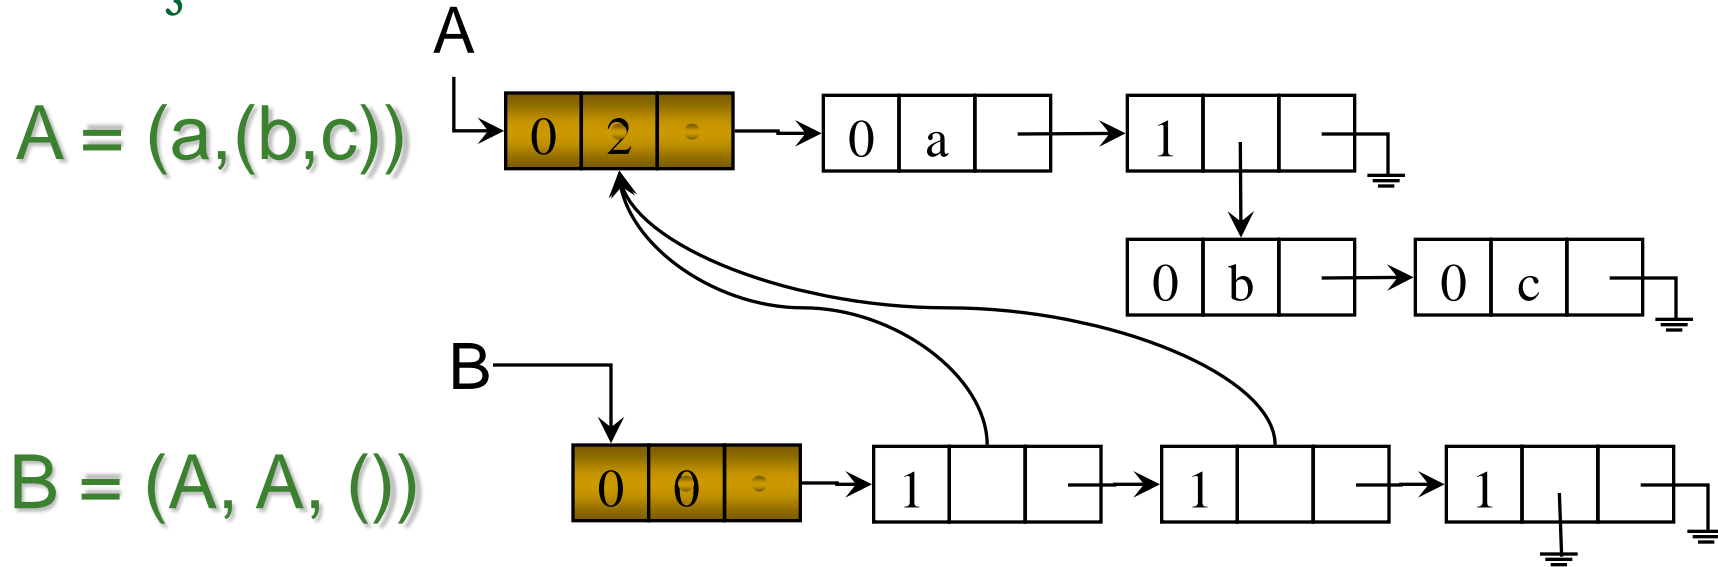 A
A = (a,(b,c))
0 2 0 a 1
0 b 0 c
B
B = (A, A, ())
0 0 1 1 1